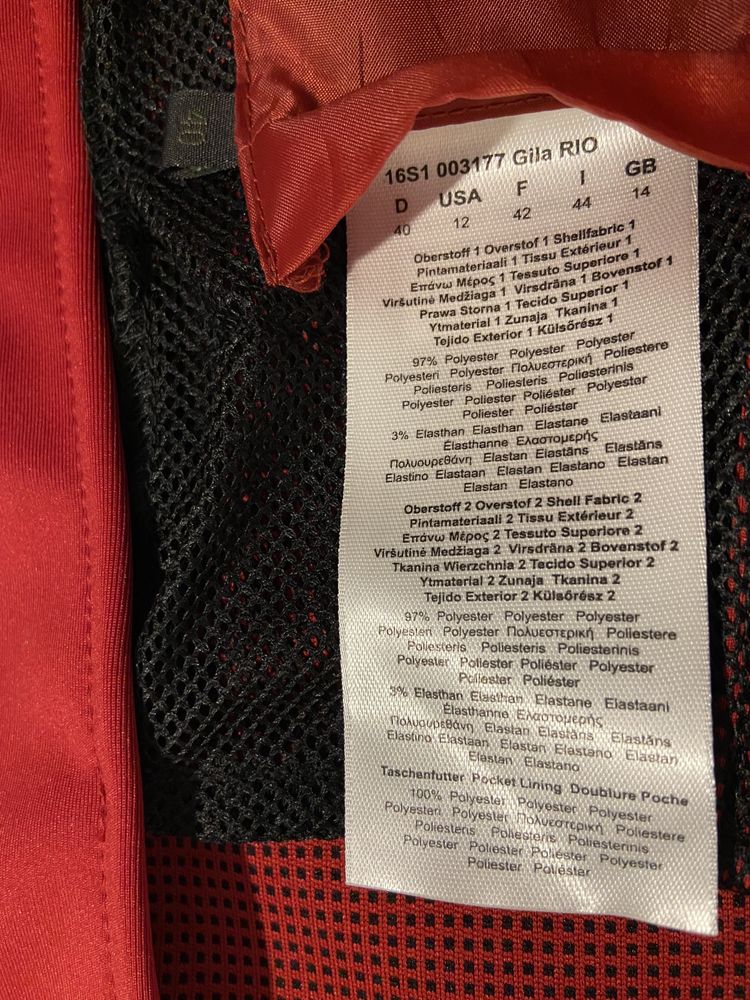 40
16S1 003177 Gila RIO
D USA F I GB
40 12 42 44 14
Oberstoff 1 Overstof 1 Shellfabric 1
Pintamateriaali 1 Tissu Extérieur 1
Επάνω Μέρος 1 Tessuto Superiore 1
Viršutinė Medžiaga 1 Virsdrāna 1 Bovenstof 1
Prawa Storna 1 Tecido Superior 1
Ytmaterial 1 Zunaja Tkanina 1
Tejido Exterior 1 Külsőrész 1
97% Polyester Polyester Polyester
Polyesteri Polyester Πολυεστερική Poliestere
Poliesteris Poliesteris Poliesterinis
Polyester Poliester Poliéster Polyester
Poliester Poliéster
3% Elasthan Elasthan Elastane Elastaani
Élasthanne Ελαστομερής
Πολυουρεθάνη Elastan Elastāns Elastāns
Elastino Elastaan Elastan Elastano Elastan
Elastan Elastano
Oberstoff 2 Overstof 2 Shell Fabric 2
Pintamateriaali 2 Tissu Extérieur 2
Επάνω Μέρος 2 Tessuto Superiore 2
Viršutinė Medžiaga 2 Virsdrāna 2 Bovenstof 2
Tkanina Wierzchnia 2 Tecido Superior 2
Ytmaterial 2 Zunaja Tkanina 2
Tejido Exterior 2 Külsőrész 2
97% Polyester Polyester Polyester
Polyesteri Polyester Πολυεστερική Poliestere
Poliesteris Poliesteris Poliesterinis
Polyester Poliester Poliéster Polyester
Poliester Poliéster
3% Elasthan Elasthan Elastane Elastaani
Élasthanne Ελαστομερής
Πολυουρεθάνη Elastan Elastāns Elastāns
Elastino Elastaan Elastan Elastano Elastan
Elastan Elastano
Taschenfutter Pocket Lining Doublure Poche
100% Polyester Polyester Polyester
Polyesteri Polyester Πολυεστερική Poliestere
Poliesteris Poliesteris Poliesterinis
Polyester Poliester Poliéster Polyester
Poliester Poliéster